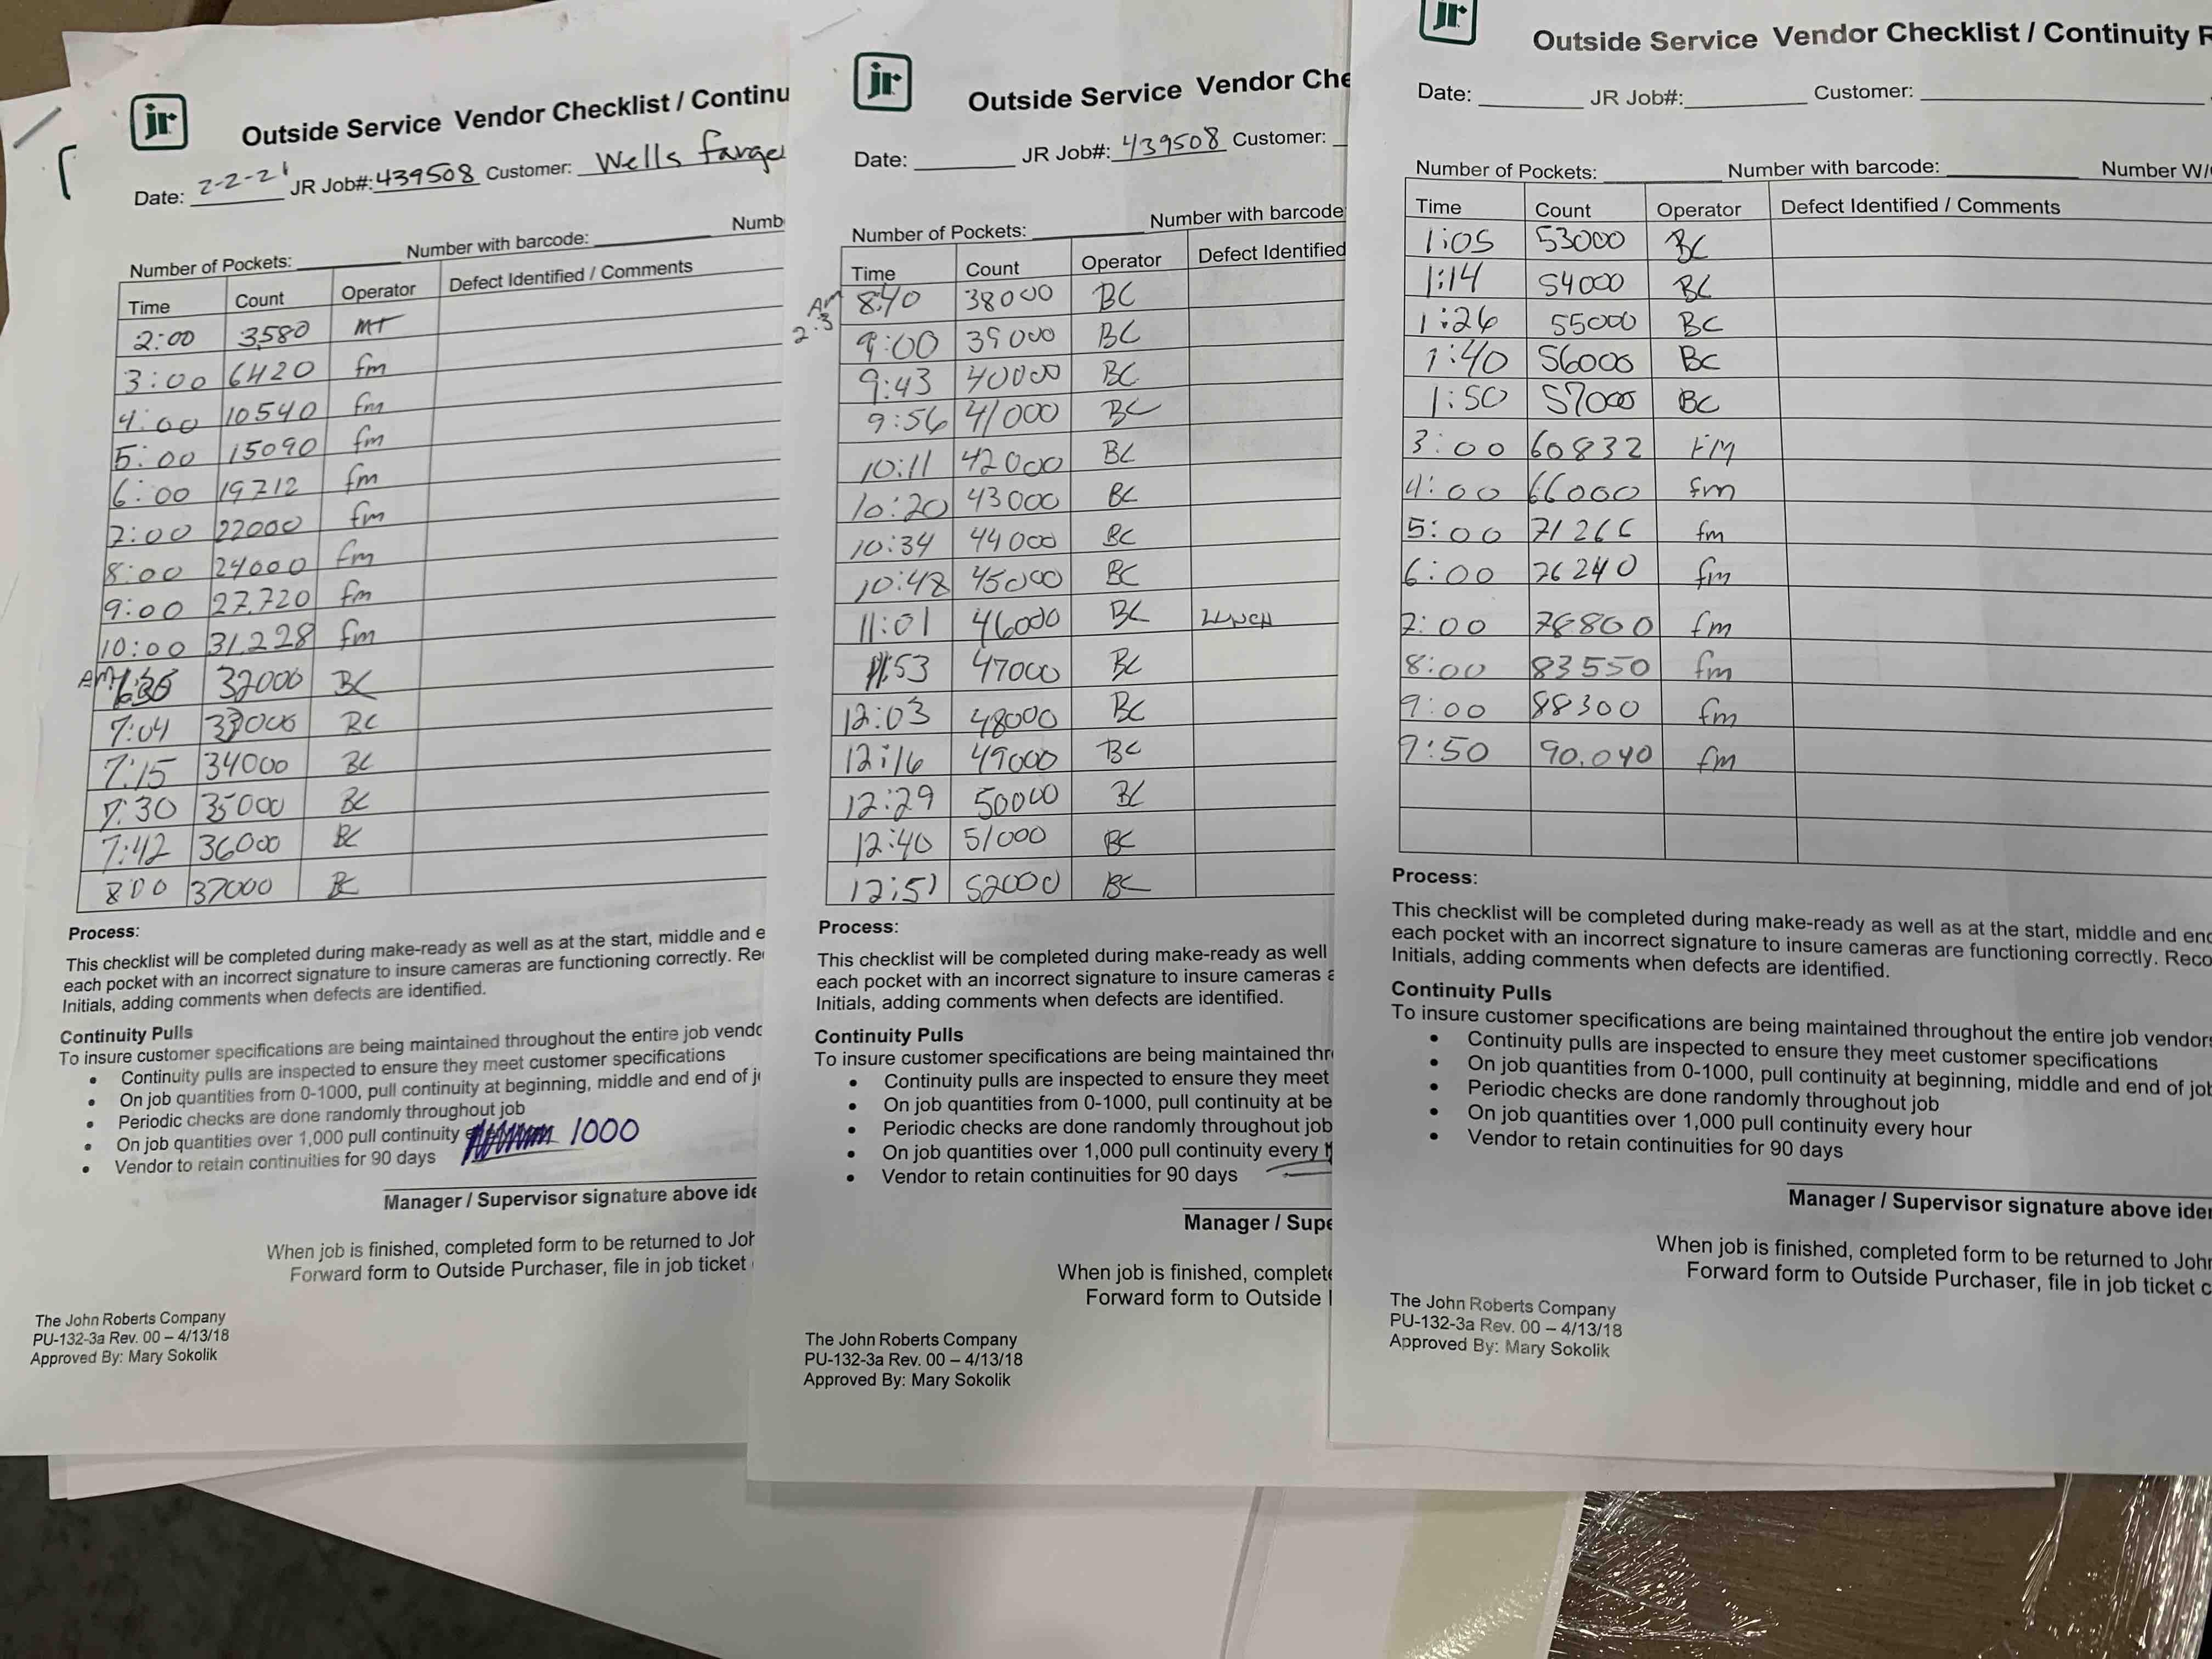 jr
Outside Service Vendor Checklist / Continu
Date: 2-2-21 JR Job#: 439508 Customer: Wells fargo
Number of Pockets: Number with barcode: Numb
Time Count Operator Defect Identified / Comments
2:00 3580 MT
3:00 6420 fm
4:00 10540 fm
5:00 15090 fm
6:00 19712 fm
7:00 22000 fm
8:00 24000 fm
9:00 27.720 fm
10:00 31.228 fm
AM 32000 BC
7:04 33000 BC
7:15 34000 BC
7:30 35000 BC
7:42 36000 BC
8:00 37000 BC
Process:
This checklist will be completed during make-ready as well as at the start, middle and e
each pocket with an incorrect signature to insure cameras are functioning correctly. Re
Initials, adding comments when defects are identified.
Continuity Pulls
To insure customer specifications are being maintained throughout the entire job vend
• Continuity pulls are inspected to ensure they meet customer specifications
• On job quantities from 0-1000, pull continuity at beginning, middle and end of j
• Periodic checks are done randomly throughout job
• On job quantities over 1,000 pull continuity 1000
• Vendor to retain continuities for 90 days
Manager / Supervisor signature above ide
When job is finished, completed form to be returned to Joh
Forward form to Outside Purchaser, file in job ticket
The John Roberts Company
PU-132-3a Rev. 00 – 4/13/18
Approved By: Mary Sokolik
jr
Outside Service Vendor Che
Date: JR Job#: 439508 Customer:
Number of Pockets: Number with barcode
Time Count Operator Defect Identified
AM 8:40 38000 BC
2:3 9:00 39000 BC
9:43 40000 BC
9:56 41000 BC
10:11 42000 BC
10:20 43000 BC
10:34 44000 BC
10:48 45000 BC
11:01 46000 BC LUNCH
11:53 47000 BC
12:03 48000 BC
12:16 49000 BC
12:29 50000 BC
12:40 51000 BC
12:51 52000 BC
Process:
This checklist will be completed during make-ready as well
each pocket with an incorrect signature to insure cameras a
Initials, adding comments when defects are identified.
Continuity Pulls
To insure customer specifications are being maintained thr
• Continuity pulls are inspected to ensure they meet
• On job quantities from 0-1000, pull continuity at be
• Periodic checks are done randomly throughout job
• On job quantities over 1,000 pull continuity every
• Vendor to retain continuities for 90 days
Manager / Supe
When job is finished, complete
Forward form to Outside
The John Roberts Company
PU-132-3a Rev. 00 – 4/13/18
Approved By: Mary Sokolik
jr
Outside Service Vendor Checklist / Continuity
Date: JR Job#: Customer:
Number of Pockets: Number with barcode: Number W/
Time Count Operator Defect Identified / Comments
1:05 53000 BC
1:14 54000 BC
1:26 55000 BC
1:40 56000 BC
1:50 57000 BC
3:00 60832 FM
4:00 66000 fm
5:00 71266 fm
6:00 76240 fm
7:00 78800 fm
8:00 83550 fm
9:00 88300 fm
9:50 90.040 fm
Process:
This checklist will be completed during make-ready as well as at the start, middle and end
each pocket with an incorrect signature to insure cameras are functioning correctly. Reco
Initials, adding comments when defects are identified.
Continuity Pulls
To insure customer specifications are being maintained throughout the entire job vendor
• Continuity pulls are inspected to ensure they meet customer specifications
• On job quantities from 0-1000, pull continuity at beginning, middle and end of job
• Periodic checks are done randomly throughout job
• On job quantities over 1,000 pull continuity every hour
• Vendor to retain continuities for 90 days
Manager / Supervisor signature above iden
When job is finished, completed form to be returned to John
Forward form to Outside Purchaser, file in job ticket c
The John Roberts Company
PU-132-3a Rev. 00 – 4/13/18
Approved By: Mary Sokolik